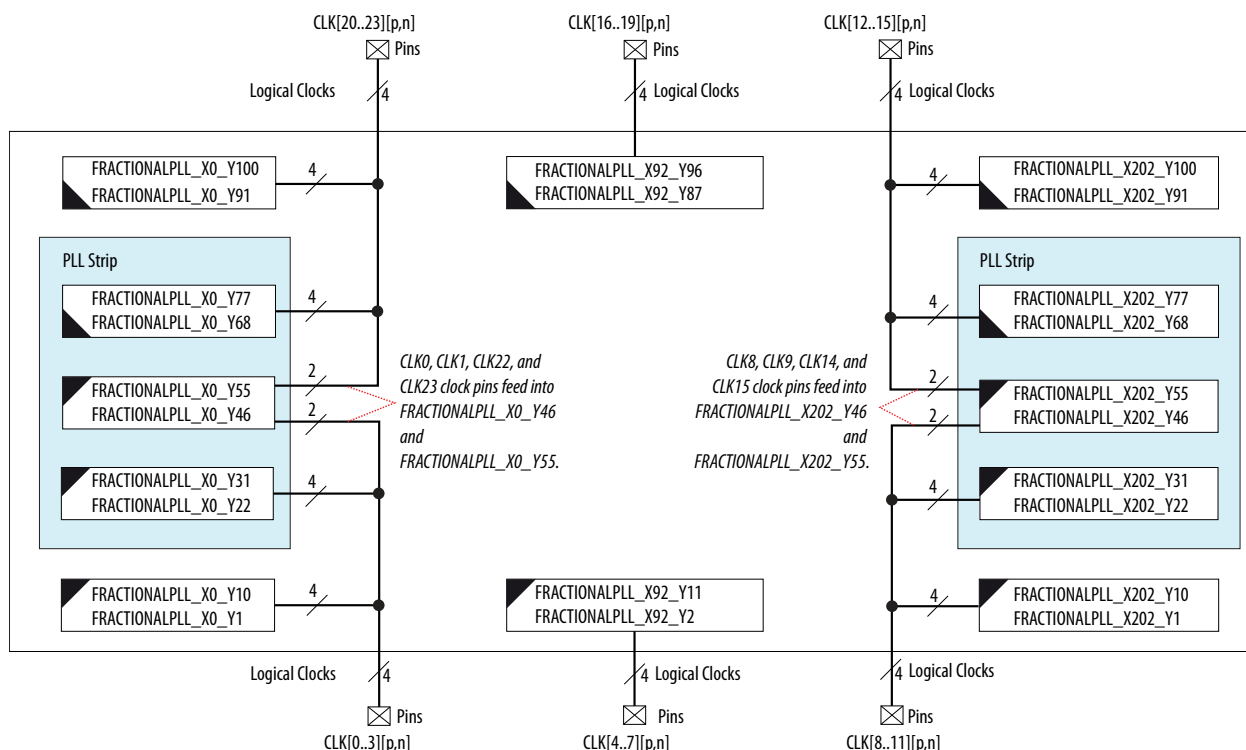 CLK[20..23][p,n]
CLK[16..19][p,n]
CLK[12..15][p,n]
Pins
Pins
Pins
Logical Clocks
4
4
Logical Clocks
4
Logical Clocks
FRACTIONALPLL_X0_Y100
FRACTIONALPLL_X0_Y91
4
FRACTIONALPLL_X92_Y96
FRACTIONALPLL_X92_Y87
4
FRACTIONALPLL_X202_Y100
FRACTIONALPLL_X202_Y91
PLL Strip
PLL Strip
FRACTIONALPLL_X0_Y77
FRACTIONALPLL_X0_Y68
4
4
FRACTIONALPLL_X202_Y77
FRACTIONALPLL_X202_Y68
FRACTIONALPLL_X0_Y55
FRACTIONALPLL_X0_Y46
2
2
CLK0, CLK1, CLK22, and
CLK23 clock pins feed into
FRACTIONALPLL_X0_Y46
and
FRACTIONALPLL_X0_Y55.
CLK8, CLK9, CLK14, and
CLK15 clock pins feed into
FRACTIONALPLL_X202_Y46
and
FRACTIONALPLL_X202_Y55.
2
2
FRACTIONALPLL_X202_Y55
FRACTIONALPLL_X202_Y46
FRACTIONALPLL_X0_Y31
FRACTIONALPLL_X0_Y22
4
4
FRACTIONALPLL_X202_Y31
FRACTIONALPLL_X202_Y22
FRACTIONALPLL_X0_Y10
FRACTIONALPLL_X0_Y1
4
FRACTIONALPLL_X92_Y11
FRACTIONALPLL_X92_Y2
4
FRACTIONALPLL_X202_Y10
FRACTIONALPLL_X202_Y1
Logical Clocks
4
4
Logical Clocks
4
Logical Clocks
Pins
Pins
Pins
CLK[0..3][p,n]
CLK[4..7][p,n]
CLK[8..11][p,n]